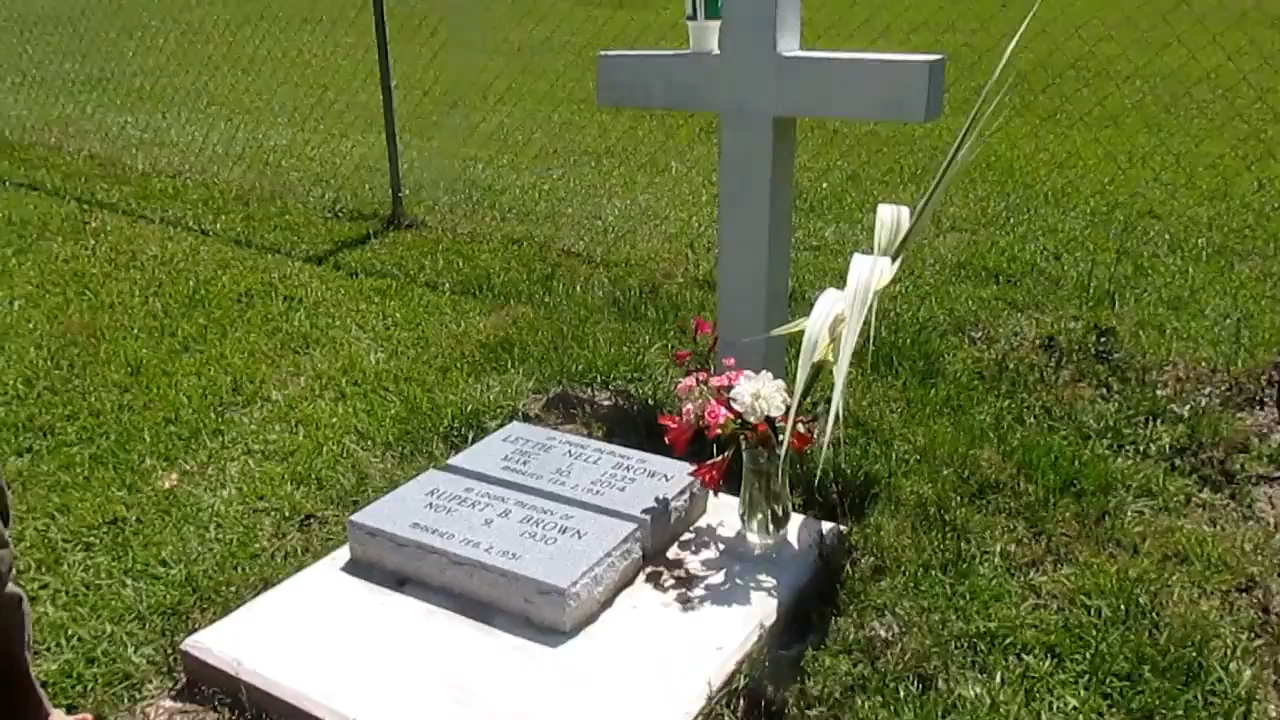 IN LOVING MEMORY OF
LETTIE NELL BROWN
DEC. 1, 1935
MAR. 30, 2014
MARRIED FEB. 2, 1951
IN LOVING MEMORY OF
RUPERT B. BROWN
NOV. 9, 1930
MARRIED FEB. 2, 1951